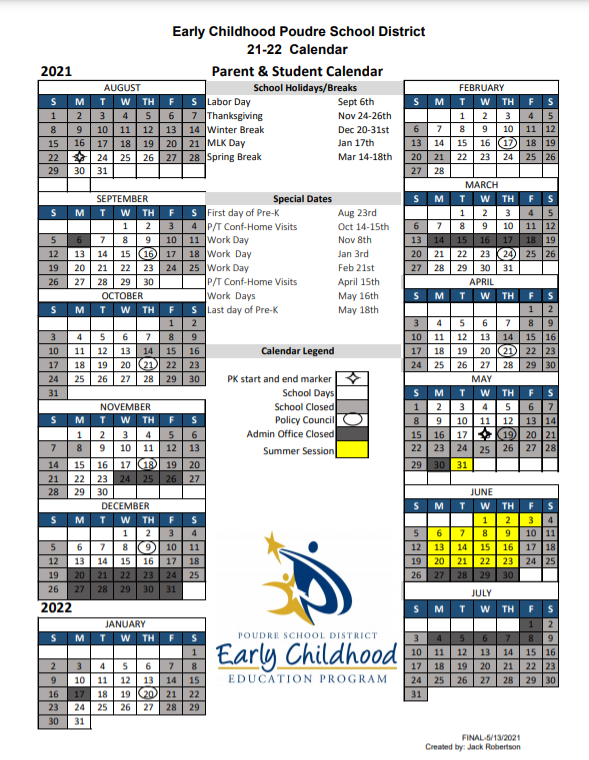 Early Childhood Poudre School District
21-22 Calendar
2021
Parent & Student Calendar
AUGUST
S M T W TH F S
1 2 3 4 5 6 7
8 9 10 11 12 13 14
15 16 17 18 19 20 21
22 24 25 26 27 28
29 30 31
SEPTEMBER
S M T W TH F S
1 2 3 4
5 6 7 8 9 10 11
12 13 14 15 16 17 18
19 20 21 22 23 24 25
26 27 28 29 30
OCTOBER
S M T W TH F S
1 2
3 4 5 6 7 8 9
10 11 12 13 14 15 16
17 18 19 20 21 22 23
24 25 26 27 28 29 30
31
NOVEMBER
S M T W TH F S
1 2 3 4 5 6
7 8 9 10 11 12 13
14 15 16 17 18 19 20
21 22 23 24 25 26 27
28 29 30
DECEMBER
S M T W TH F S
1 2 3 4
5 6 7 8 9 10 11
12 13 14 15 16 17 18
19 20 21 22 23 24 25
26 27 28 29 30 31
2022
JANUARY
S M T W TH F S
1
2 3 4 5 6 7 8
9 10 11 12 13 14 15
16 17 18 19 20 21 22
23 24 25 26 27 28 29
30 31
School Holidays/Breaks
Labor Day Sept 6th
Thanksgiving Nov 24-26th
Winter Break Dec 20-31st
MLK Day Jan 17th
Spring Break Mar 14-18th
Special Dates
First day of Pre-K Aug 23rd
P/T Conf-Home Visits Oct 14-15th
Work Day Nov 8th
Work Day Jan 3rd
Work Day Feb 21st
P/T Conf-Home Visits April 15th
Work Days May 16th
Last day of Pre-K May 18th
Calendar Legend
PK start and end marker
School Days
School Closed
Policy Council
Admin Office Closed
Summer Session
POUDRE SCHOOL DISTRICT
Early Childhood
EDUCATION PROGRAM
FEBRUARY
S M T W TH F S
1 2 3 4 5
6 7 8 9 10 11 12
13 14 15 16 17 18 19
20 21 22 23 24 25 26
27 28
MARCH
S M T W TH F S
1 2 3 4 5
6 7 8 9 10 11 12
13 14 15 16 17 18 19
20 21 22 23 24 25 26
27 28 29 30 31
APRIL
S M T W TH F S
1 2
3 4 5 6 7 8 9
10 11 12 13 14 15 16
17 18 19 20 21 22 23
24 25 26 27 28 29 30
MAY
S M T W TH F S
1 2 3 4 5 6 7
8 9 10 11 12 13 14
15 16 17 19 20 21
22 23 24 25 26 27 28
29 30 31
JUNE
S M T W TH F S
1 2 3 4
5 6 7 8 9 10 11
12 13 14 15 16 17 18
19 20 21 22 23 24 25
26 27 28 29 30
JULY
S M T W TH F S
1 2
3 4 5 6 7 8 9
10 11 12 13 14 15 16
17 18 19 20 21 22 23
24 25 26 27 28 29 30
31
FINAL-5/13/2021
Created by: Jack Robertson